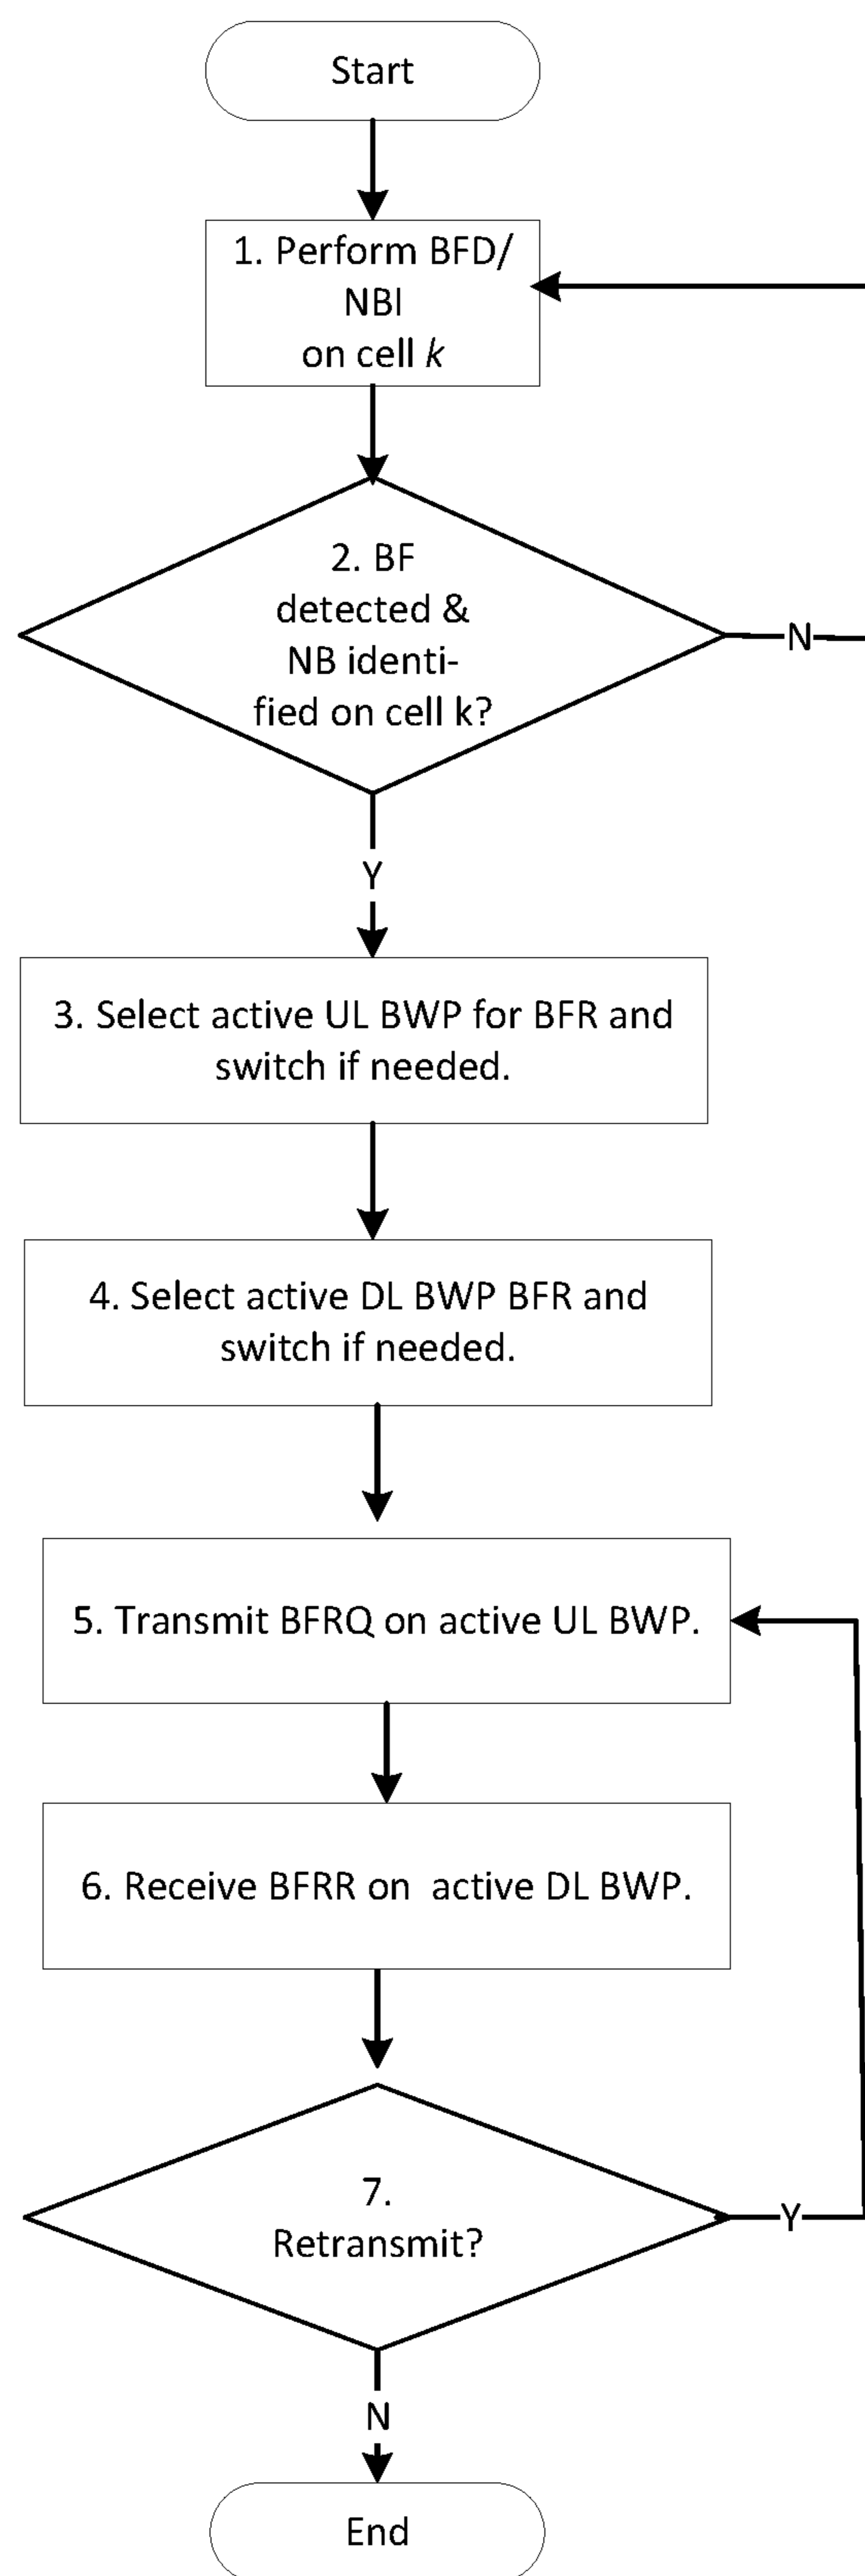 Start
1. Perform BFD/
NBI
on cell k
2. BF
detected &
NB identi-
fied on cell k?
N
Y
3. Select active UL BWP for BFR and
switch if needed.
4. Select active DL BWP BFR and
switch if needed.
5. Transmit BFRQ on active UL BWP.
6. Receive BFRR on  active DL BWP.
7.
Retransmit?
Y
N
End